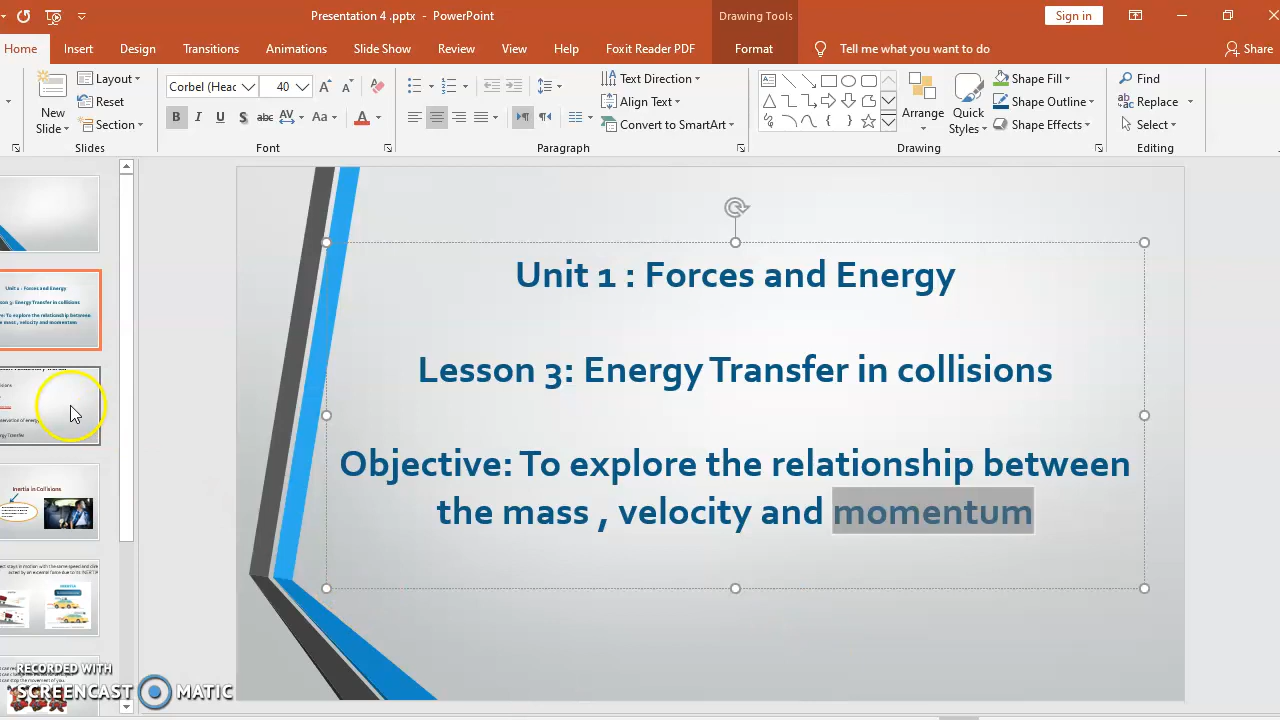 Presentation 4 .pptx - PowerPoint
Drawing Tools
Sign in
Home Insert Design Transitions Animations Slide Show Review View Help Foxit Reader PDF Format Tell me what you want to do Share
New Slide
Layout
Reset
Section
Slides
Corbel (Heac 40
B I U S abc AV Aa A
Font
Text Direction
Align Text
Convert to SmartArt
Paragraph
Arrange
Quick Styles
Shape Fill
Shape Outline
Shape Effects
Drawing
Find
Replace
Select
Editing
Unit 1 : Forces and Energy
Lesson 3: Energy Transfer in collisions
Objective: To explore the relationship between
the mass , velocity and momentum
Inertia in Collisions
RECORDED WITH
SCREENCAST MATIC